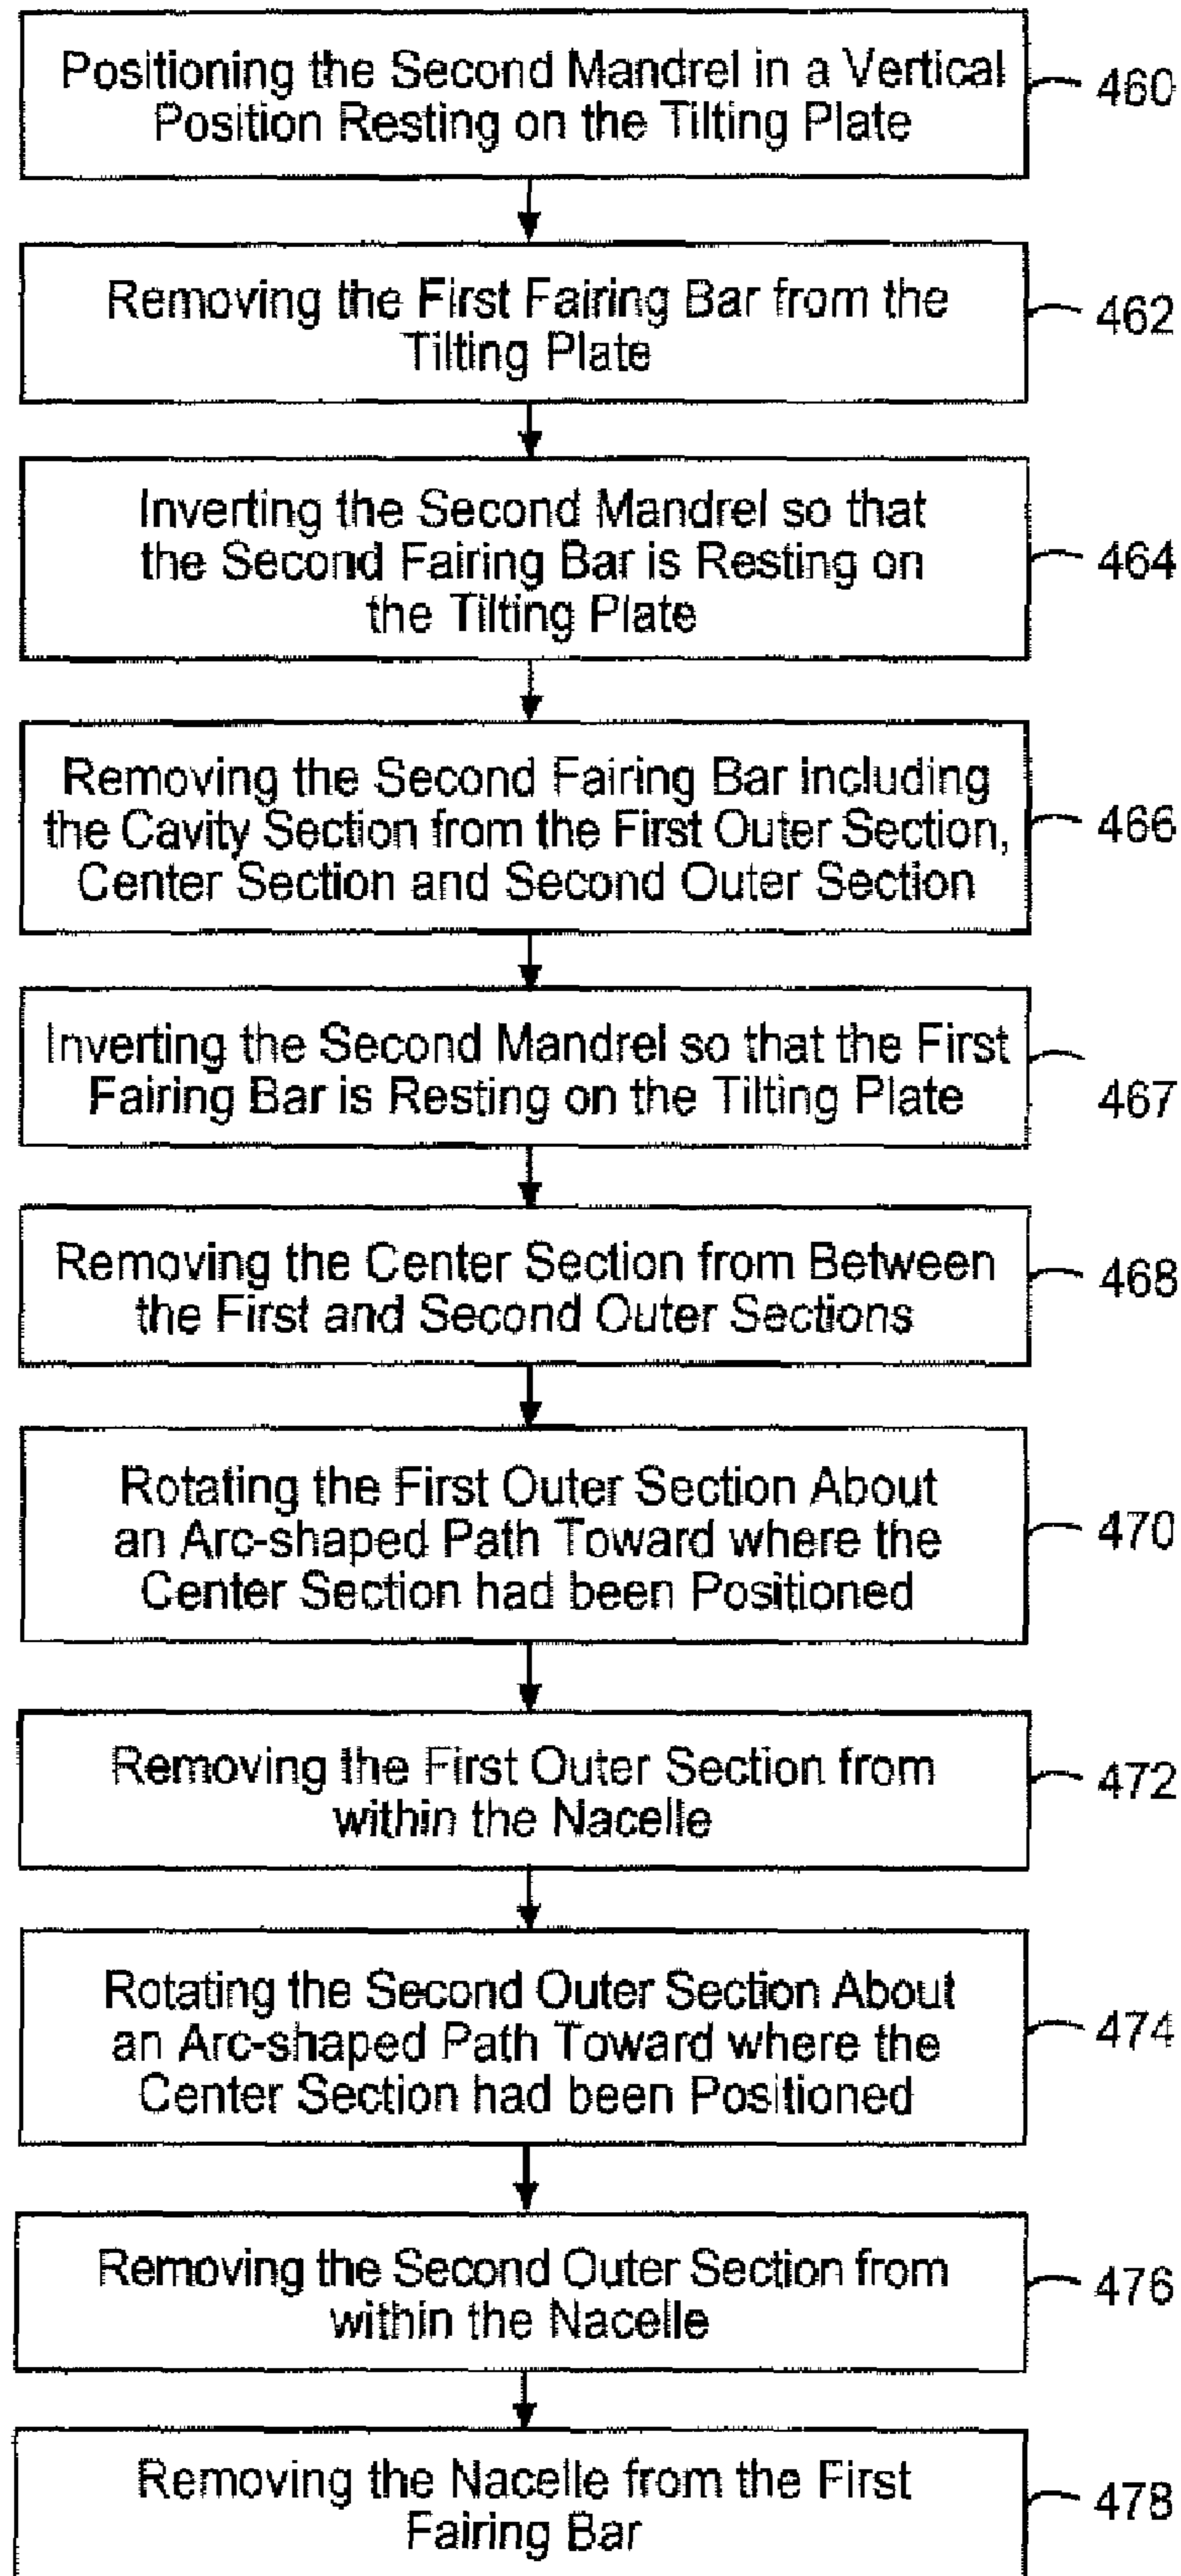 Positioning the Second Mandrel in a Vertical
Position Resting on the Tilting Plate
460
Removing the First Fairing Bar from the
Tilting Plate
462
Inverting the Second Mandrel so that
the Second Fairing Bar is Resting on
the Tilting Plate
464
Removing the Second Fairing Bar including
the Cavity Section from the First Outer Section,
Center Section and Second Outer Section
466
Inverting the Second Mandrel so that the First
Fairing Bar is Resting on the Tilting Plate
467
Removing the Center Section from Between
the First and Second Outer Sections
468
Rotating the First Outer Section About
an Arc-shaped Path Toward where the
Center Section had been Positioned
470
Removing the First Outer Section from
within the Nacelle
472
Rotating the Second Outer Section About
an Arc-shaped Path Toward where the
Center Section had been Positioned
474
Removing the Second Outer Section from
within the Nacelle
476
Removing the Nacelle from the First
Fairing Bar
478